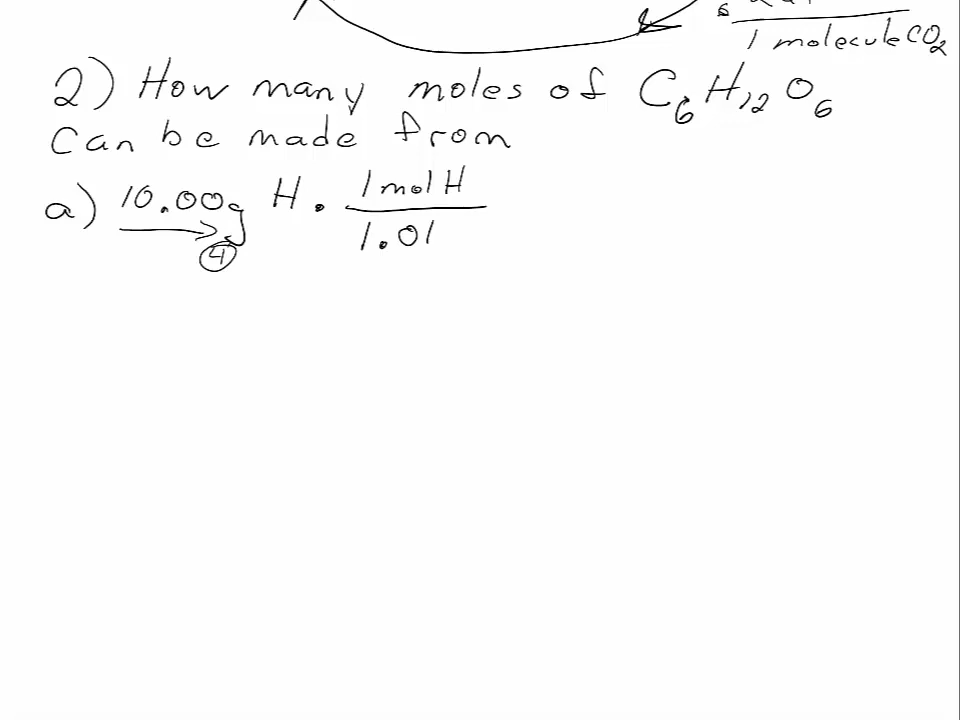 1 molecule CO2
2) How many moles of C6H12O6
Can be made from
a) 10.00g H · 1 mol H
1.01
4